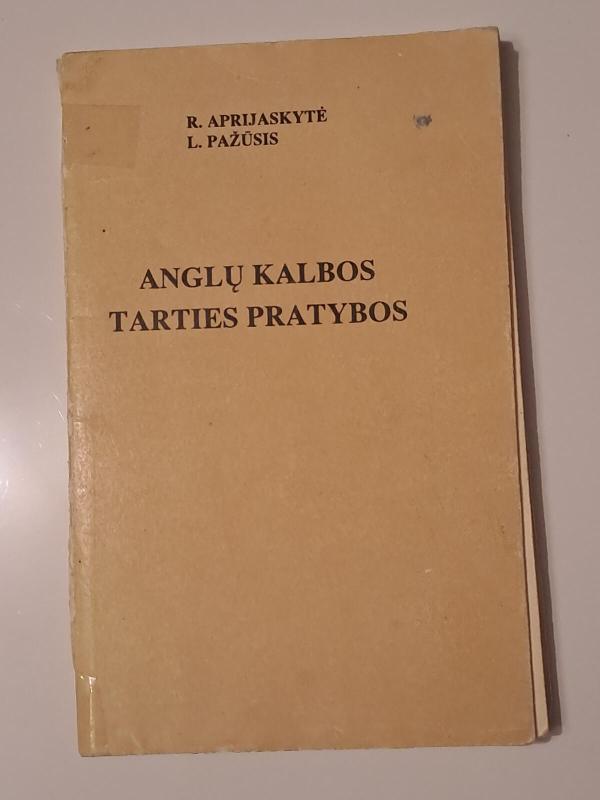 R. APRIJASKYTĖ
L. PAŽŪSIS
ANGLŲ KALBOS
TARTIES PRATYBOS